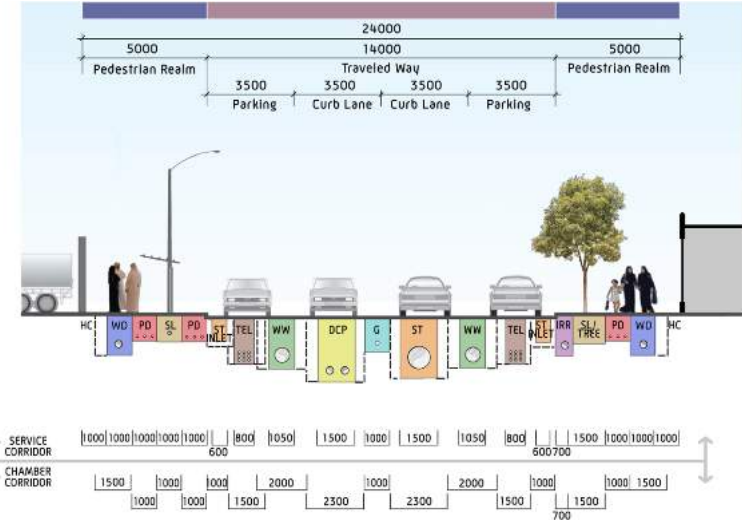 24000
5000 14000 5000
Pedestrian Realm Traveled Way Pedestrian Realm
3500 3500 3500 3500
Parking Curb Lane Curb Lane Parking
HC WD PD SL PD ST INLET TEL WW DCP G ST WW TEL ST INLET IRR SL/ TREE PD WD HC
SERVICE CORRIDOR
1000 1000 1000 1000 1000 600 800 1050 1500 1000 1500 1050 800 600 700 1500 1000 1000 1000
CHAMBER CORRIDOR
1500 1000 1000 2000 1000 2000 1000 1000 1500
1000 1000 1500 2300 2300 1500 1500
700